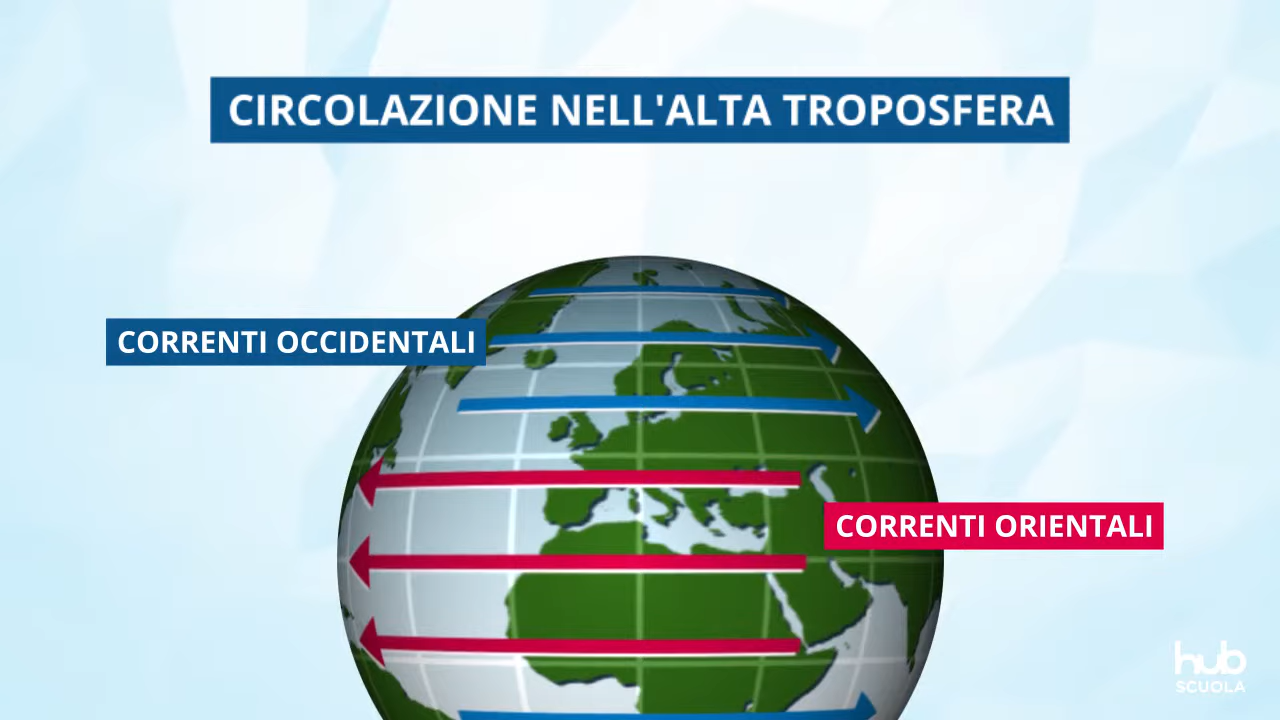 CIRCOLAZIONE NELL'ALTA TROPOSFERA
CORRENTI OCCIDENTALI
CORRENTI ORIENTALI
hub
SCUOLA